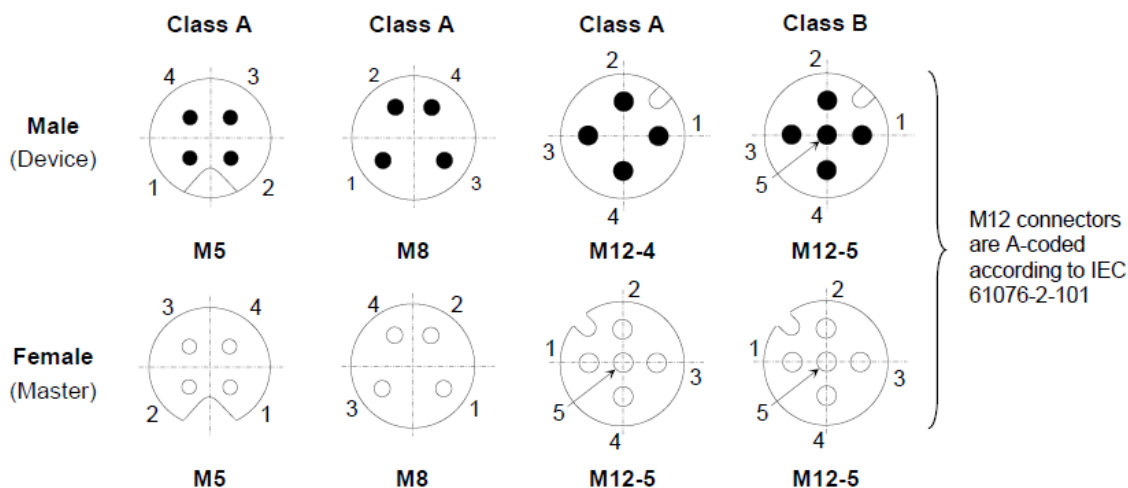 Class A Class A Class A Class B
4 3 2 4 2 2
Male
(Device)
1 1
3 3
1 2 1 3 5
4 4
M5 M8 M12-4 M12-5
M12 connectors
are A-coded
according to IEC
61076-2-101
3 4 4 2 2 2
Female
(Master)
1 1
3 3
2 1 3 1 5 5
4 4
M5 M8 M12-5 M12-5